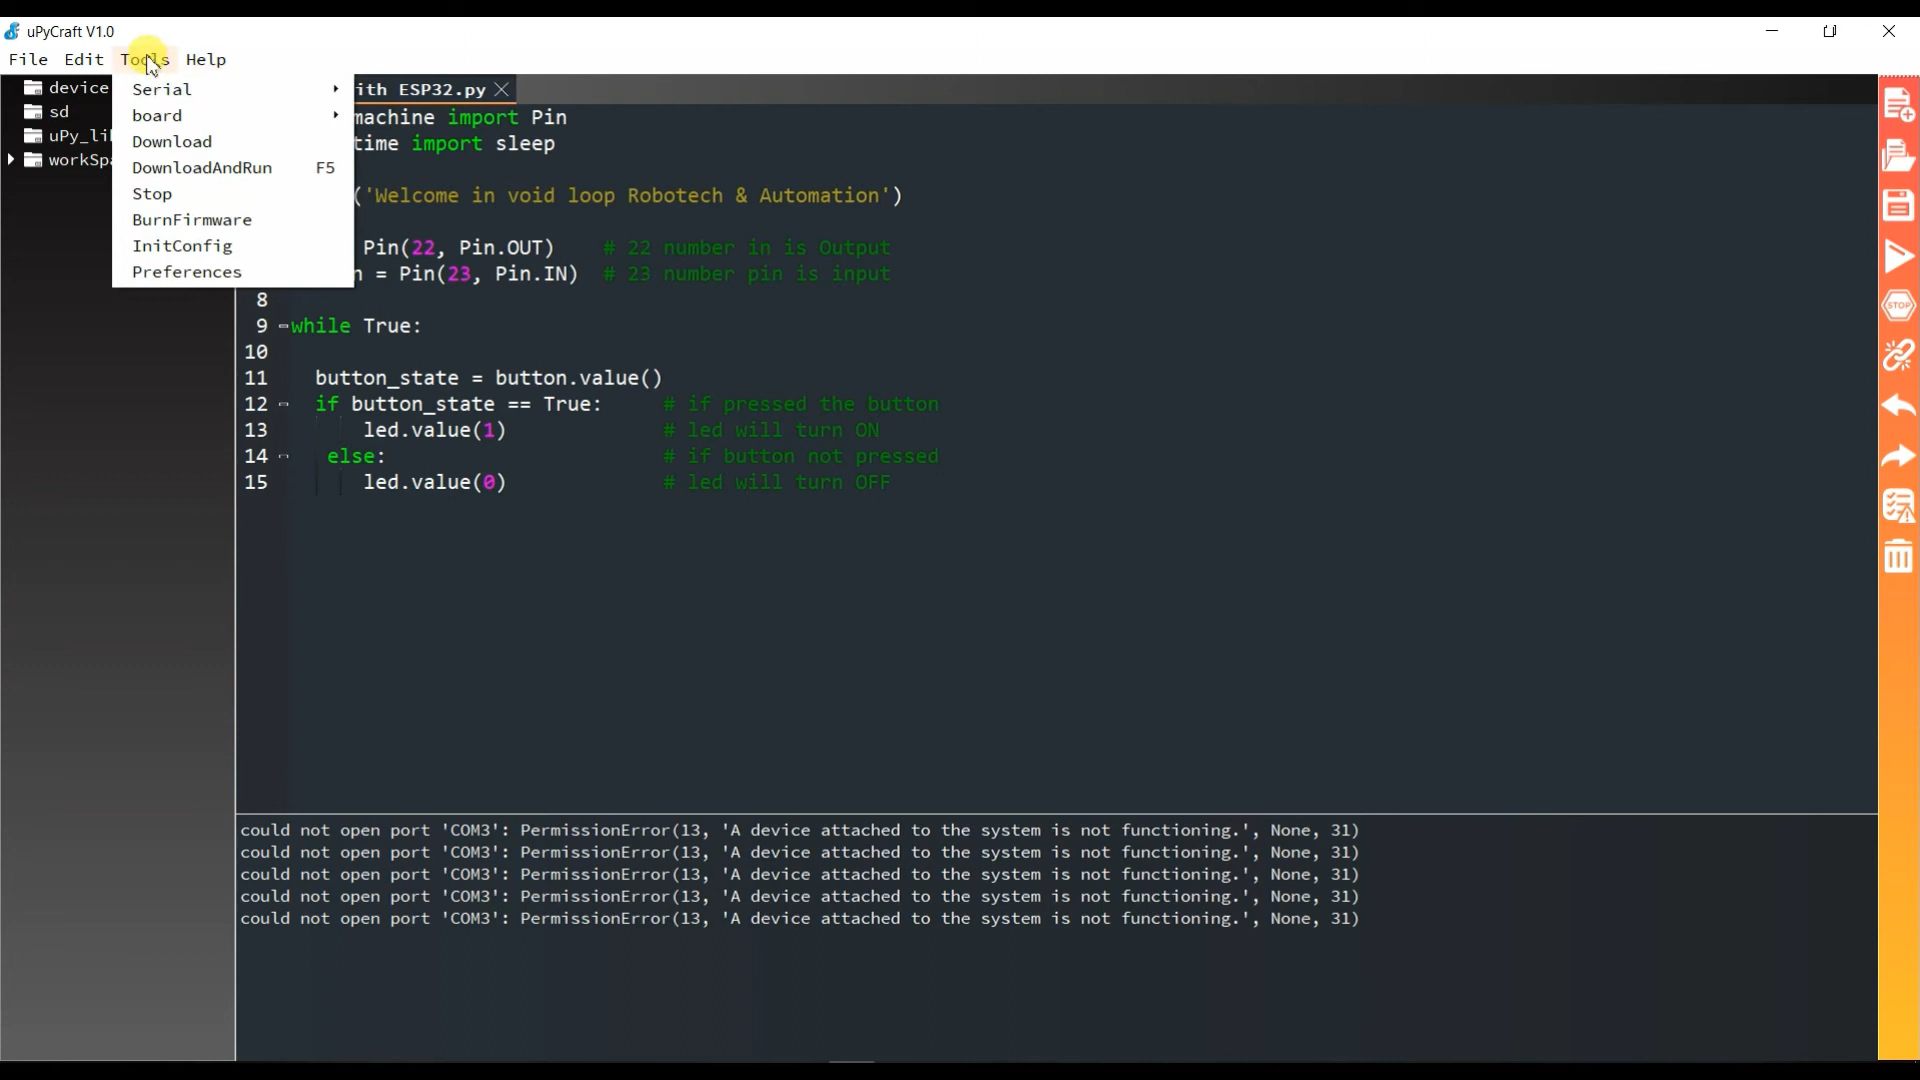 uPyCraft V1.0
File Edit Tools Help
device
sd
uPy_li
workSpa
Serial
board
Download
DownloadAndRun F5
Stop
BurnFirmware
InitConfig
Preferences
ith ESP32.py
machine import Pin
time import sleep
('Welcome in void loop Robotech & Automation')
Pin(22, Pin.OUT) # 22 number in is Output
n = Pin(23, Pin.IN) # 23 number pin is input
8
9 while True:
10
11 button_state = button.value()
12 if button_state == True: # if pressed the button
13 led.value(1) # led will turn ON
14 else: # if button not pressed
15 led.value(0) # led will turn OFF
STOP
could not open port 'COM3': PermissionError(13, 'A device attached to the system is not functioning.', None, 31)
could not open port 'COM3': PermissionError(13, 'A device attached to the system is not functioning.', None, 31)
could not open port 'COM3': PermissionError(13, 'A device attached to the system is not functioning.', None, 31)
could not open port 'COM3': PermissionError(13, 'A device attached to the system is not functioning.', None, 31)
could not open port 'COM3': PermissionError(13, 'A device attached to the system is not functioning.', None, 31)